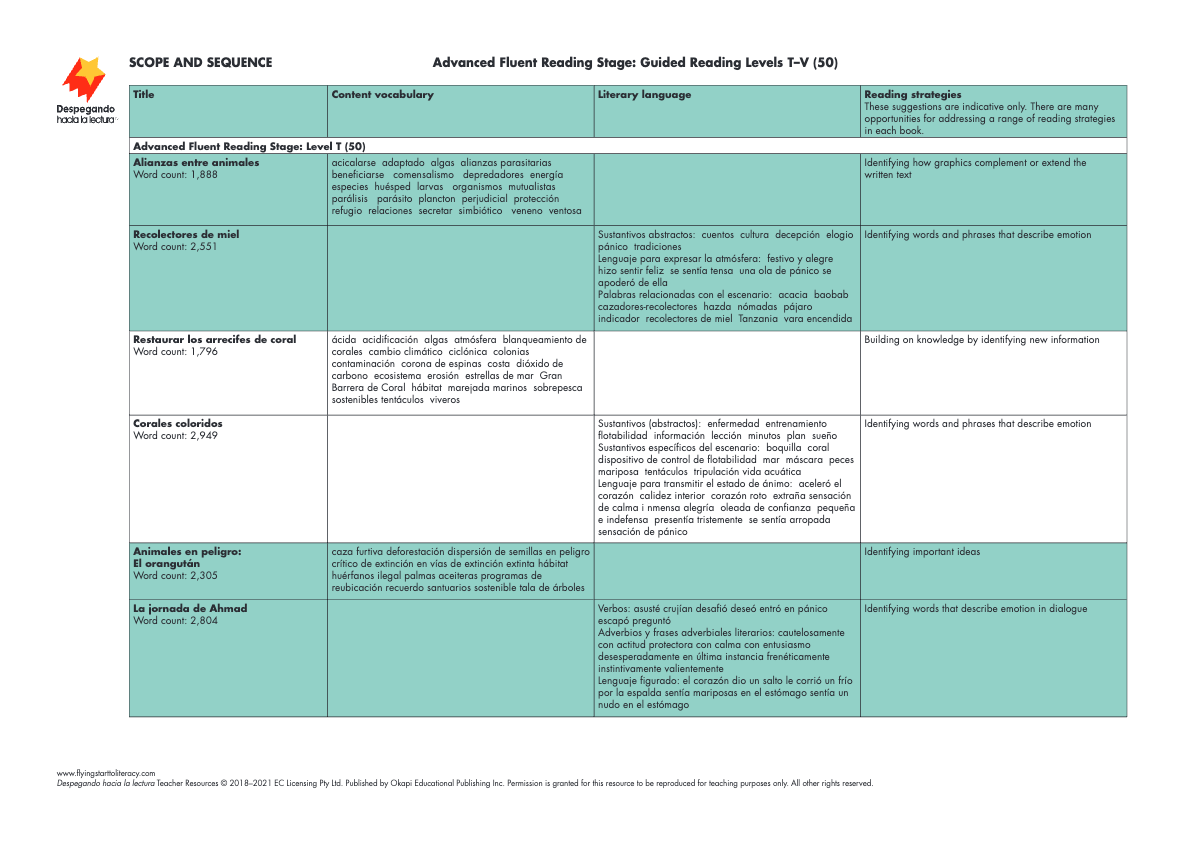 SCOPE AND SEQUENCE
Advanced Fluent Reading Stage: Guided Reading Levels T–V (50)
Despegando
hacia la lectura
Title
Content vocabulary
Literary language
Reading strategies
These suggestions are indicative only. There are many
opportunities for addressing a range of reading strategies
in each book.
Advanced Fluent Reading Stage: Level T (50)
Alianzas entre animales
Word count: 1,888
acicalarse adaptado algas alianzas parasitarias
beneficiarse comensalismo depredadores energía
especies huésped larvas organismos mutualistas
parálisis parásito plancton perjudicial protección
refugio relaciones secretar simbiótico veneno ventosa
Identifying how graphics complement or extend the
written text
Recolectores de miel
Word count: 2,551
Sustantivos abstractos: cuentos cultura decepción elogio
pánico tradiciones
Lenguaje para expresar la atmósfera: festivo y alegre
hizo sentir feliz se sentía tensa una ola de pánico se
apoderó de ella
Palabras relacionadas con el escenario: acacia baobab
cazadores-recolectores hazda nómadas pájaro
indicador recolectores de miel Tanzania vara encendida
Identifying words and phrases that describe emotion
Restaurar los arrecifes de coral
Word count: 1,796
ácida acidificación algas atmósfera blanqueamiento de
corales cambio climático ciclónica colonias
contaminación corona de espinas costa dióxido de
carbono ecosistema erosión estrellas de mar Gran
Barrera de Coral hábitat marejada marinos sobrepesca
sostenibles tentáculos viveros
Building on knowledge by identifying new information
Corales coloridos
Word count: 2,949
Sustantivos (abstractos): enfermedad entrenamiento
flotabilidad información lección minutos plan sueño
Sustantivos específicos del escenario: boquilla coral
dispositivo de control de flotabilidad mar máscara peces
mariposa tentáculos tripulación vida acuática
Lenguaje para transmitir el estado de ánimo: aceleró el
corazón calidez interior corazón roto extraña sensación
de calma i nmensa alegría oleada de confianza pequeña
e indefensa presentía tristemente se sentía arropada
sensación de pánico
Identifying words and phrases that describe emotion
Animales en peligro:
El orangután
Word count: 2,305
caza furtiva deforestación dispersión de semillas en peligro
crítico de extinción en vías de extinción extinta hábitat
huérfanos ilegal palmas aceiteras programas de
reubicación recuerdo santuarios sostenible tala de árboles
Identifying important ideas
La jornada de Ahmad
Word count: 2,804
Verbos: asusté crujían desafió deseó entró en pánico
escapó preguntó
Adverbios y frases adverbiales literarios: cautelosamente
con actitud protectora con calma con entusiasmo
desesperadamente en última instancia frenéticamente
instintivamente valientemente
Lenguaje figurado: el corazón dio un salto le corrió un frío
por la espalda sentía mariposas en el estómago sentía un
nudo en el estómago
Identifying words that describe emotion in dialogue
www.flyingstarttoliteracy.com
Despegando hacia la lectura Teacher Resources © 2018–2021 EC Licensing Pty Ltd. Published by Okapi Educational Publishing Inc. Permission is granted for this resource to be reproduced for teaching purposes only. All other rights reserved.